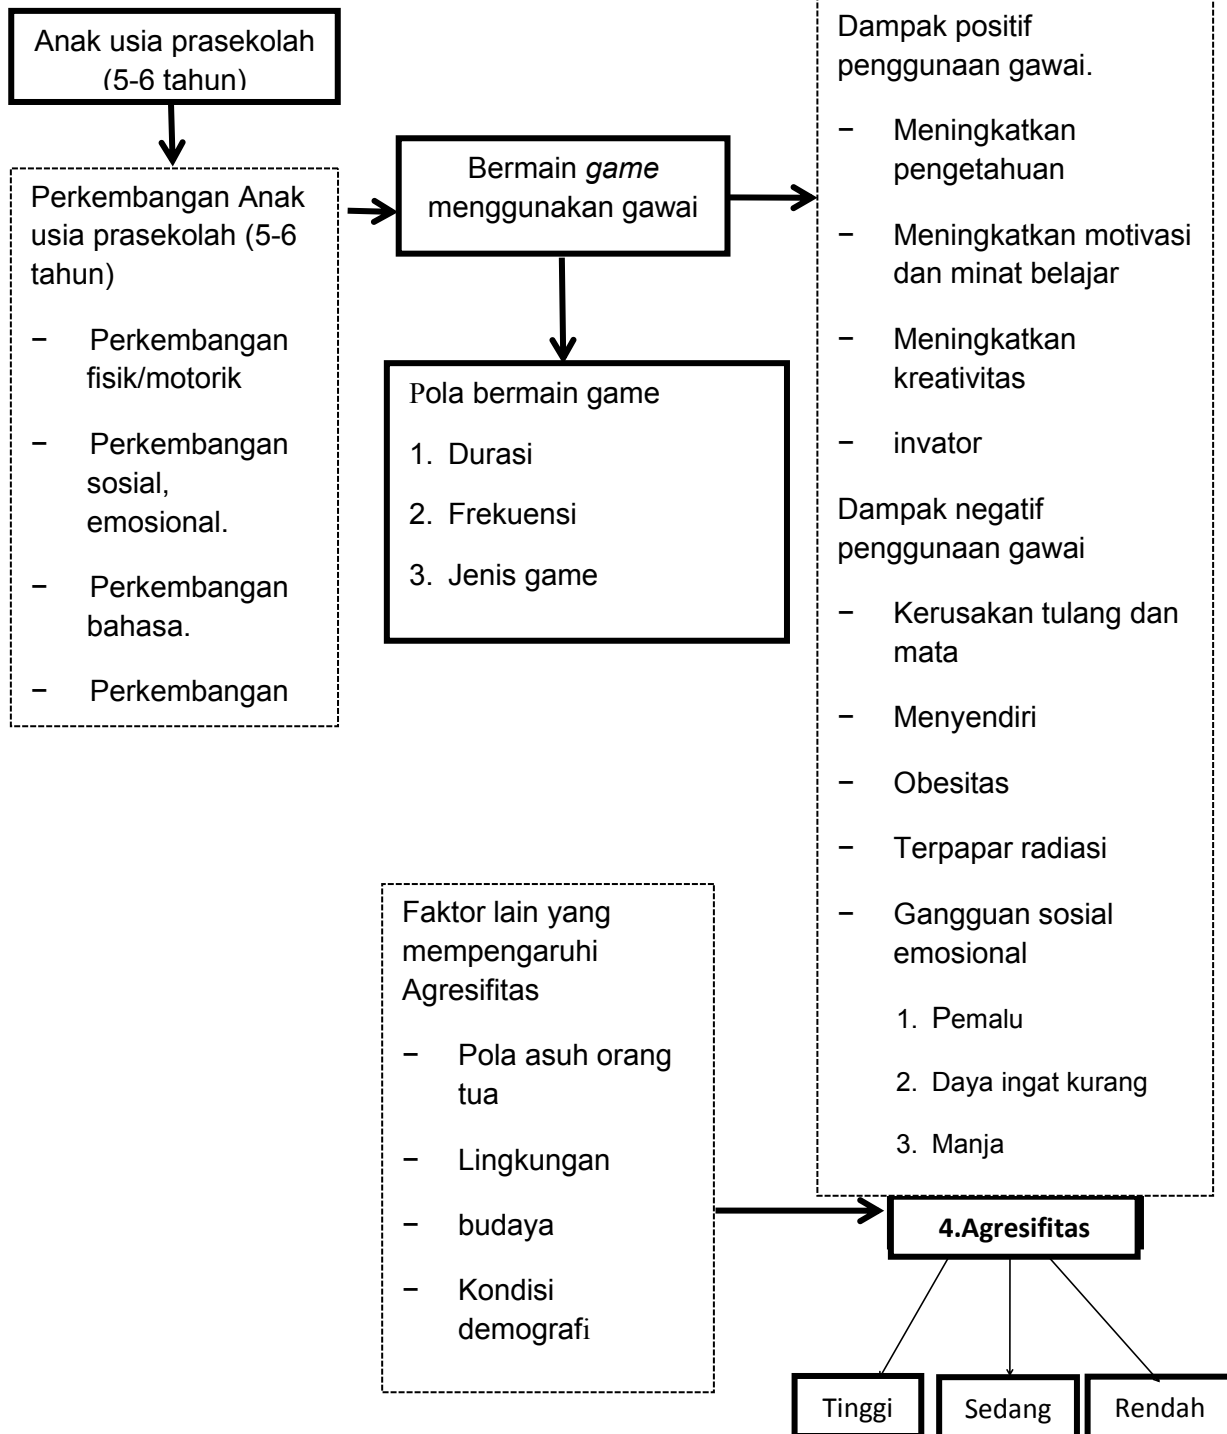 Anak usia prasekolah
(5-6 tahun)
Perkembangan Anak
usia prasekolah (5-6
tahun)
− Perkembangan
fisik/motorik
− Perkembangan
sosial,
emosional.
− Perkembangan
bahasa.
− Perkembangan
Bermain game
menggunakan gawai
Pola bermain game
1. Durasi
2. Frekuensi
3. Jenis game
Dampak positif
penggunaan gawai.
− Meningkatkan
pengetahuan
− Meningkatkan motivasi
dan minat belajar
− Meningkatkan
kreativitas
− invator
Dampak negatif
penggunaan gawai
− Kerusakan tulang dan
mata
− Menyendiri
− Obesitas
− Terpapar radiasi
− Gangguan sosial
emosional
1. Pemalu
2. Daya ingat kurang
3. Manja
Faktor lain yang
mempengaruhi
Agresifitas
− Pola asuh orang
tua
− Lingkungan
− budaya
− Kondisi
demografi
4.Agresifitas
Tinggi
Sedang
Rendah